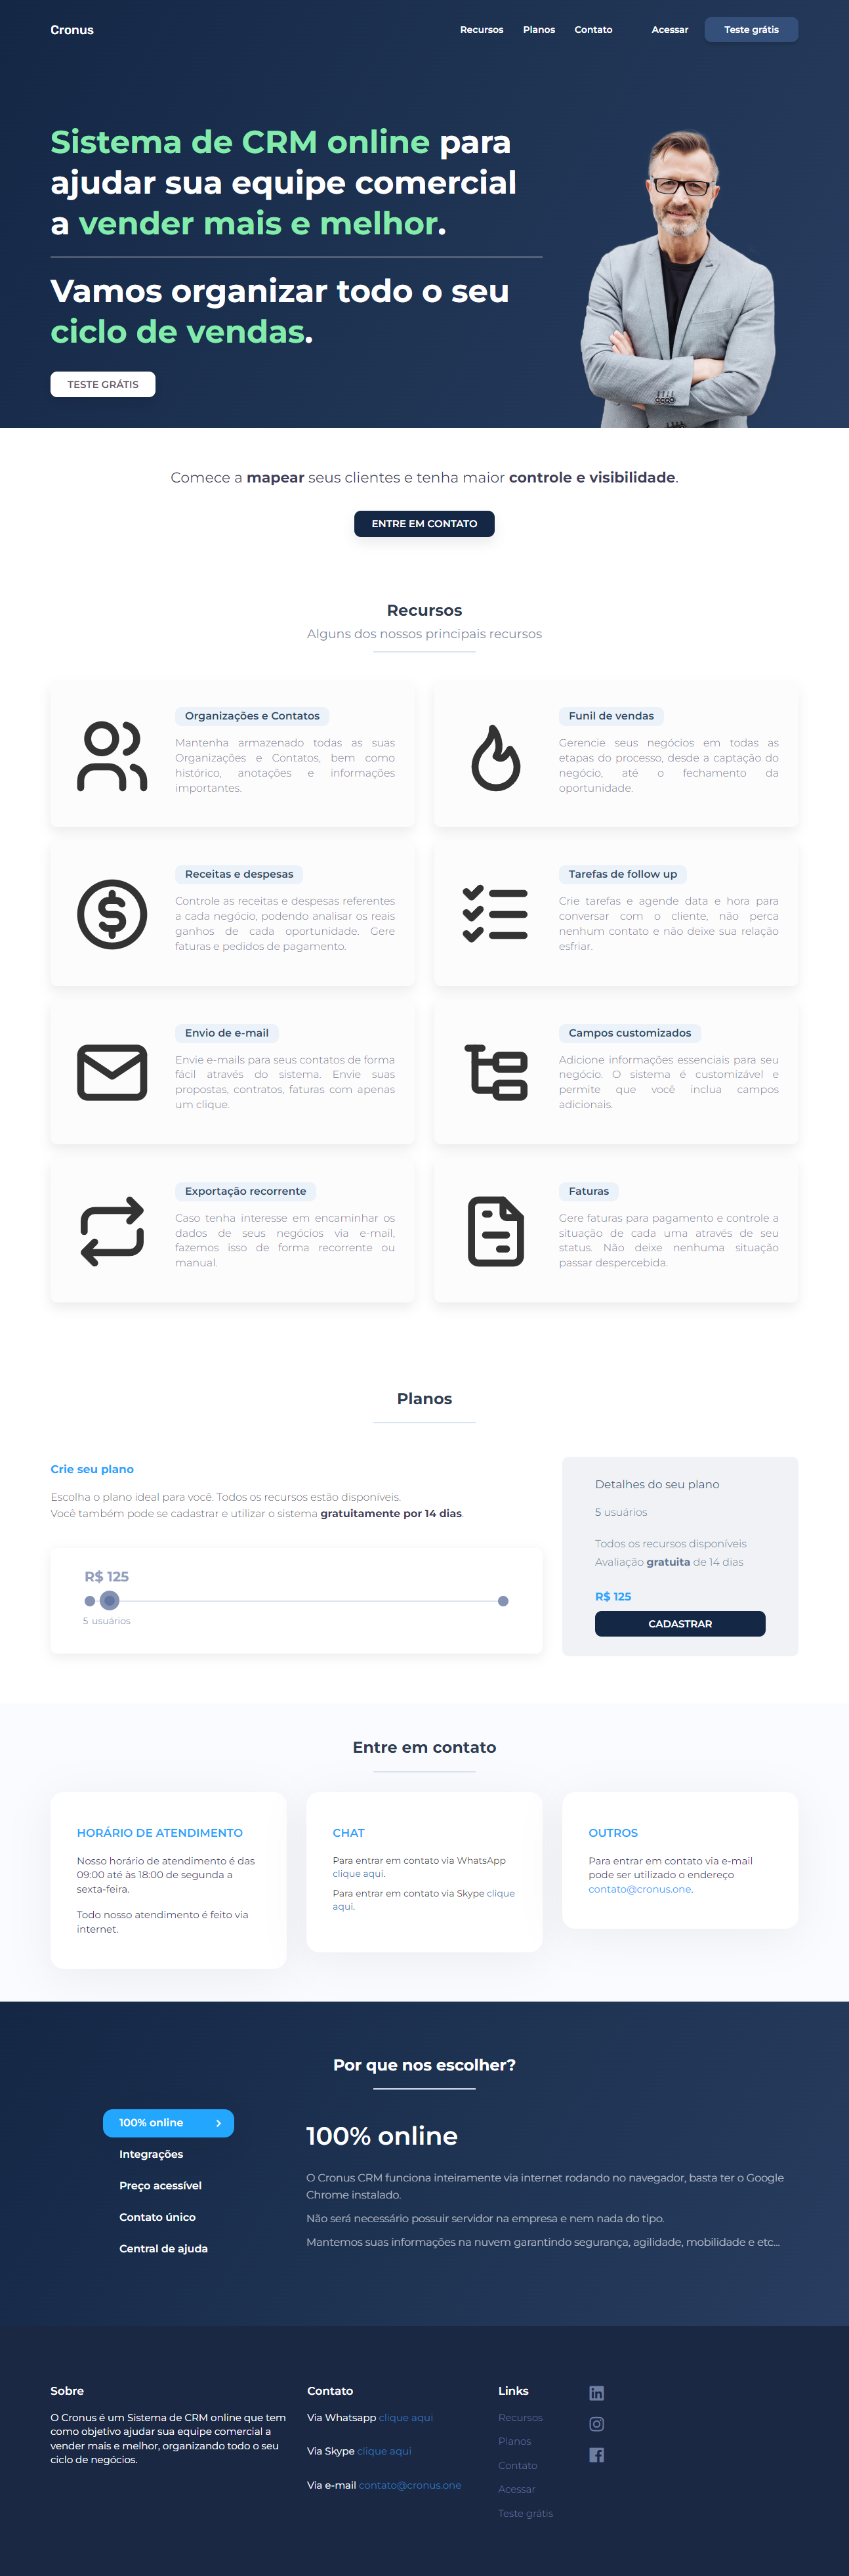 Cronus
Recursos
Planos
Contato
Acessar
Teste grátis
Sistema de CRM online para
ajudar sua equipe comercial
a vender mais e melhor.
Vamos organizar todo o seu
ciclo de vendas.
TESTE GRÁTIS
Comece a mapear seus clientes e tenha maior controle e visibilidade.
ENTRE EM CONTATO
Recursos
Alguns dos nossos principais recursos
Organizações e Contatos
Mantenha armazenado todas as suas
Organizações e Contatos, bem como
histórico, anotações e informações
importantes.
Funil de vendas
Gerencie seus negócios em todas as
etapas do processo, desde a captação do
negócio, até o fechamento da
oportunidade.
Receitas e despesas
Controle as receitas e despesas referentes
a cada negócio, podendo analisar os reais
ganhos de cada oportunidade. Gere
faturas e pedidos de pagamento.
Tarefas de follow up
Crie tarefas e agende data e hora para
conversar com o cliente, não perca
nenhum contato e não deixe sua relação
esfriar.
Envio de e-mail
Envie e-mails para seus contatos de forma
fácil através do sistema. Envie suas
propostas, contratos, faturas com apenas
um clique.
Campos customizados
Adicione informações essenciais para seu
negócio. O sistema é customizável e
permite que você inclua campos
adicionais.
Exportação recorrente
Caso tenha interesse em encaminhar os
dados de seus negócios via e-mail,
fazemos isso de forma recorrente ou
manual.
Faturas
Gere faturas para pagamento e controle a
situação de cada uma através de seu
status. Não deixe nenhuma situação
passar despercebida.
Planos
Crie seu plano
Escolha o plano ideal para você. Todos os recursos estão disponíveis.
Você também pode se cadastrar e utilizar o sistema gratuitamente por 14 dias.
R$ 125
5 usuários
Detalhes do seu plano
5 usuários
Todos os recursos disponíveis
Avaliação gratuita de 14 dias
R$ 125
CADASTRAR
Entre em contato
HORÁRIO DE ATENDIMENTO
Nosso horário de atendimento é das
09:00 até às 18:00 de segunda a
sexta-feira.
Todo nosso atendimento é feito via
internet.
CHAT
Para entrar em contato via WhatsApp
clique aqui.
Para entrar em contato via Skype clique
aqui.
OUTROS
Para entrar em contato via e-mail
pode ser utilizado o endereço
contato@cronus.one.
Por que nos escolher?
100% online
Integrações
Preço acessível
Contato único
Central de ajuda
100% online
O Cronus CRM funciona inteiramente via internet rodando no navegador, basta ter o Google
Chrome instalado.
Não será necessário possuir servidor na empresa e nem nada do tipo.
Mantemos suas informações na nuvem garantindo segurança, agilidade, mobilidade e etc...
Sobre
O Cronus é um Sistema de CRM online que tem
como objetivo ajudar sua equipe comercial a
vender mais e melhor, organizando todo o seu
ciclo de negócios.
Contato
Via Whatsapp clique aqui
Via Skype clique aqui
Via e-mail contato@cronus.one
Links
Recursos
Planos
Contato
Acessar
Teste grátis